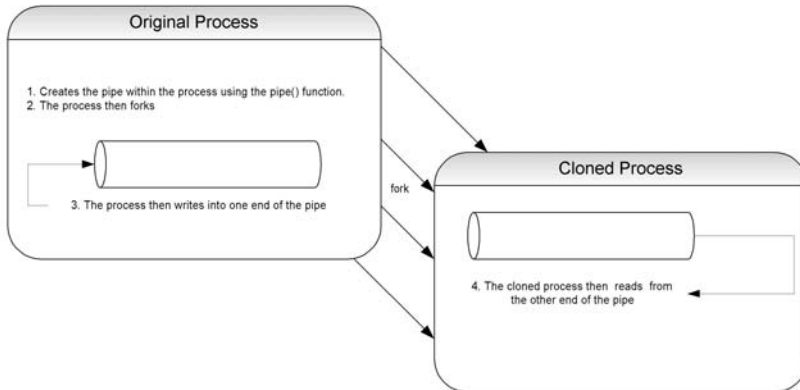 Original Process
1. Creates the pipe within the process using the pipe() function.
2. The process then forks
3. The process then writes into one end of the pipe
fork
Cloned Process
4. The cloned process then reads from
the other end of the pipe